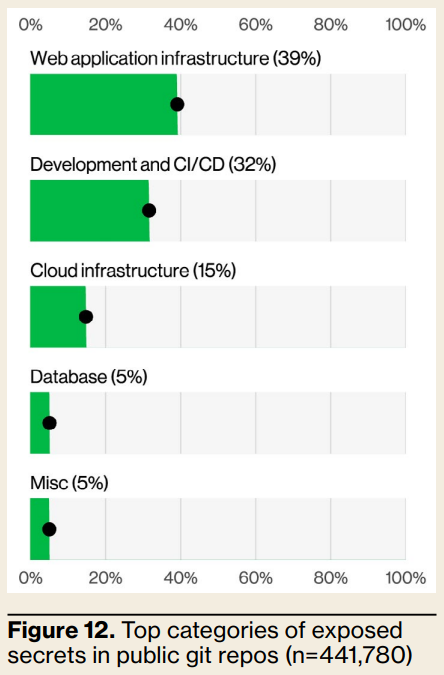 0% 20% 40% 60% 80% 100%
Web application infrastructure (39%)
Development and CI/CD (32%)
Cloud infrastructure (15%)
Database (5%)
Misc (5%)
0% 20% 40% 60% 80% 100%
Figure 12. Top categories of exposed
secrets in public git repos (n=441,780)